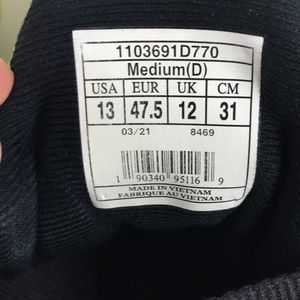 1103691D770
Medium(D)
USA EUR UK CM
13 47.5 12 31
03/21 8469
1 90340 95116 9
MADE IN VIETNAM
FABRIQUE AU VIETNAM